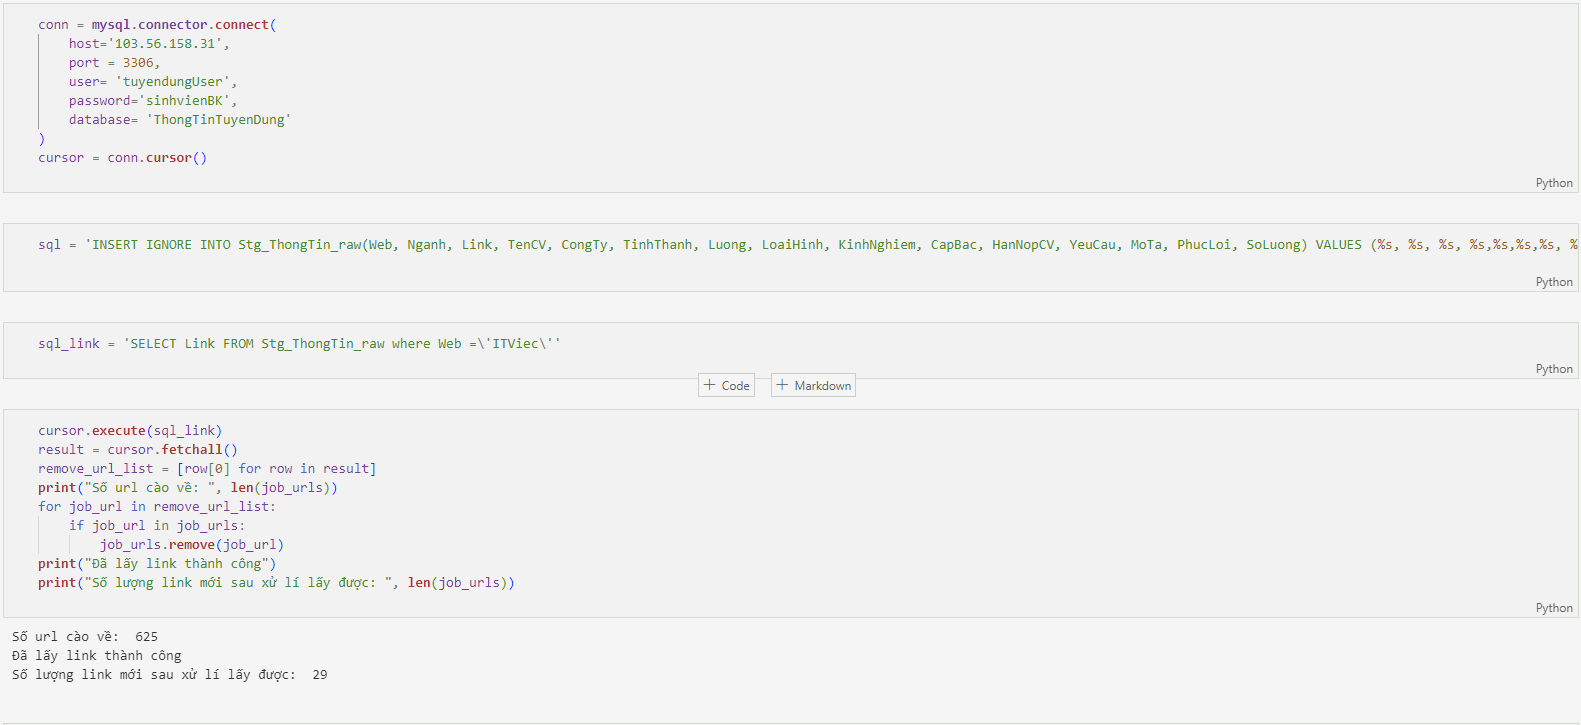 conn = mysql.connector.connect(
host='103.56.158.31',
port = 3306,
user= 'tuyendungUser',
password='sinhvienBK',
database= 'ThongTinTuyenDung'
)
cursor = conn.cursor()
Python
sql = 'INSERT IGNORE INTO Stg_ThongTin_raw(Web, Nganh, Link, TenCV, CongTy, TinhThanh, Luong, LoaiHinh, KinhNghiem, CapBac, HanNopCV, YeuCau, MoTa, PhucLoi, SoLuong) VALUES (%s, %s, %s, %s,%s,%s,%s, %
Python
sql_link = 'SELECT Link FROM Stg_ThongTin_raw where Web =\'ITViec\''
Python
+ Code + Markdown
cursor.execute(sql_link)
result = cursor.fetchall()
remove_url_list = [row[0] for row in result]
print("Số url cào về: ", len(job_urls))
for job_url in remove_url_list:
if job_url in job_urls:
job_urls.remove(job_url)
print("Đã lấy link thành công")
print("Số lượng link mới sau xử lí lấy được: ", len(job_urls))
Python
Số url cào về:  625
Đã lấy link thành công
Số lượng link mới sau xử lí lấy được:  29